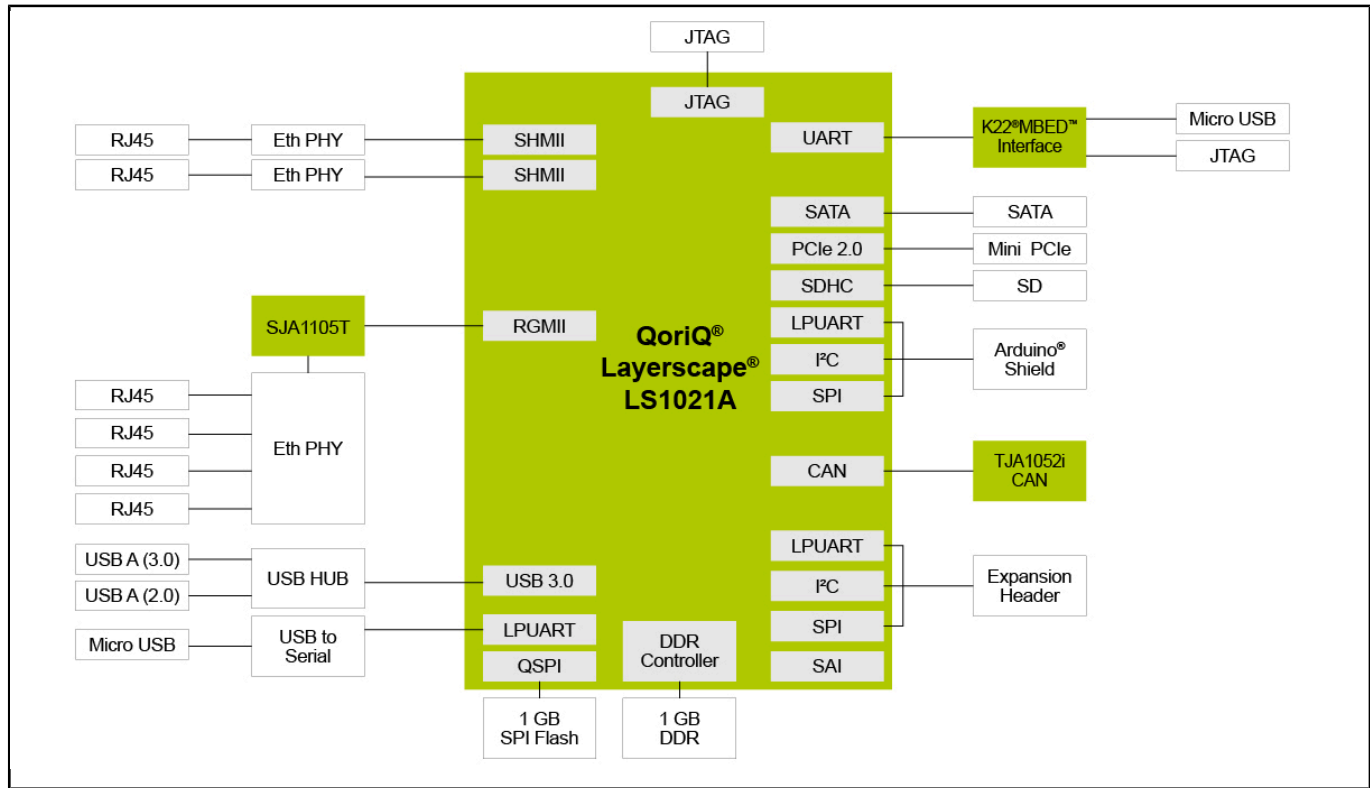 JTAG
JTAG
RJ45
Eth PHY
SHMII
UART
K22®MBED™
Interface
Micro USB
JTAG
RJ45
Eth PHY
SHMII
SATA
SATA
PCIe 2.0
Mini PCIe
SDHC
SD
SJA1105T
RGMII
QoriQ®
Layerscape®
LS1021A
LPUART
I²C
SPI
Arduino®
Shield
RJ45
RJ45
RJ45
RJ45
Eth PHY
CAN
TJA1052i
CAN
USB A (3.0)
USB A (2.0)
USB HUB
USB 3.0
LPUART
I²C
SPI
Expansion
Header
Micro USB
USB to
Serial
LPUART
QSPI
DDR
Controller
SAI
1 GB
SPI Flash
1 GB
DDR